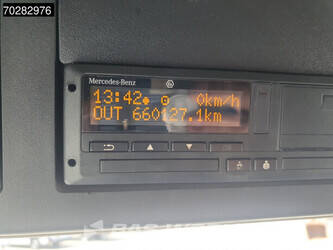 70282976
Mercedes-Benz
13:42 0km/h
OUT 660127.1km